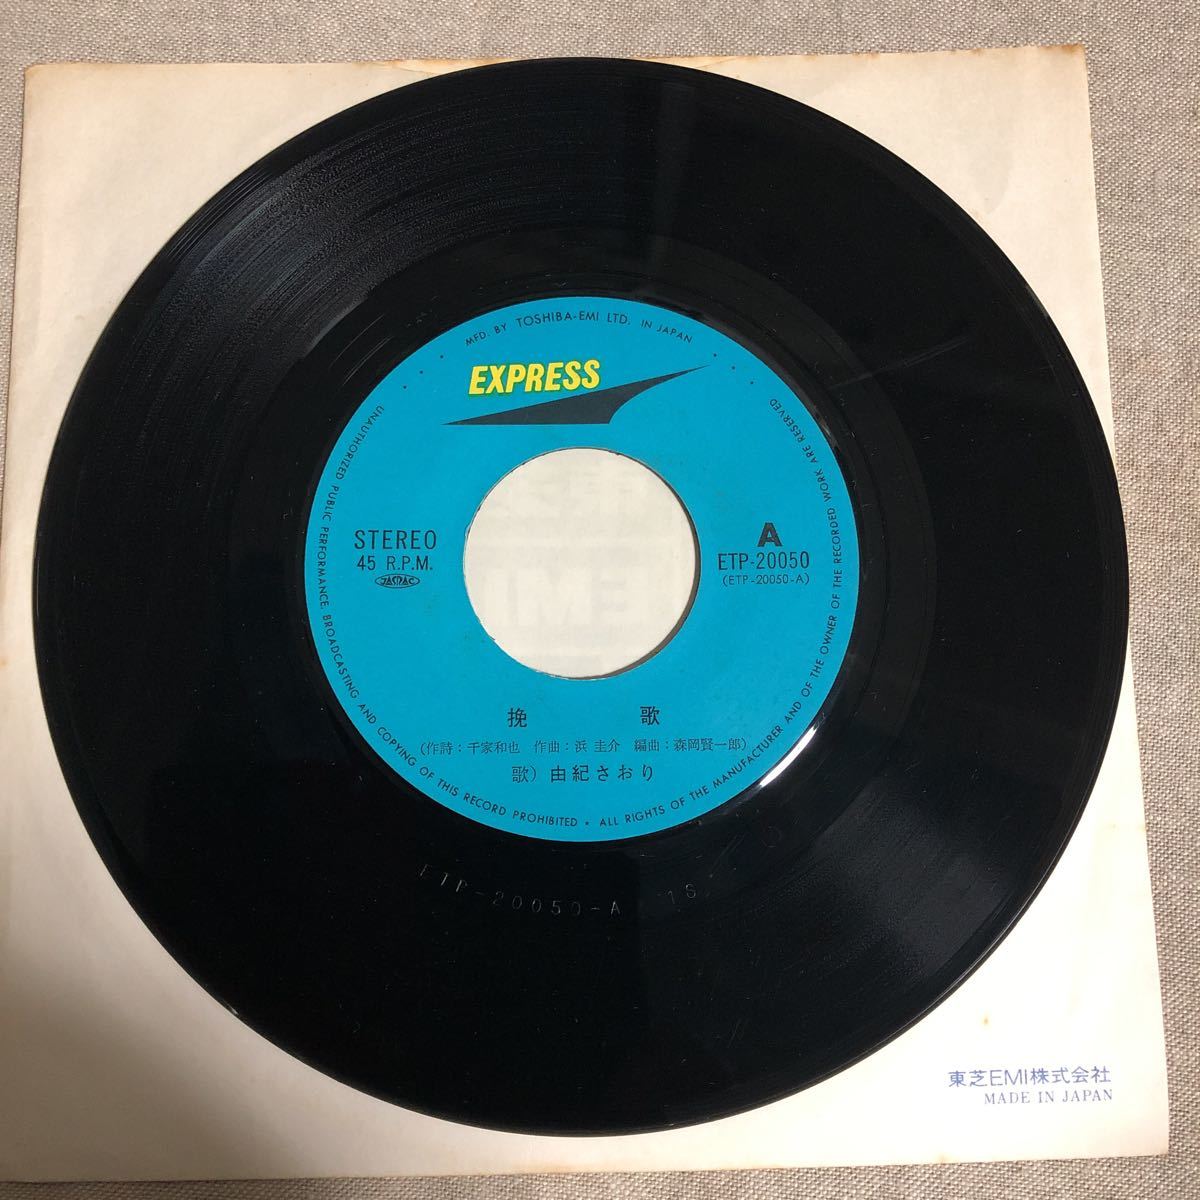 MFD. BY TOSHIBA-EMI LTD. IN JAPAN
EXPRESS
STEREO
45 R.P.M.
JASRAC
A
ETP-20050
(ETP-20050-A)
挽歌
(作詩：千家和也 作曲：浜 圭介 編曲：森岡賢一郎)
歌) 由紀さおり
UNAUTHORIZED PUBLIC PERFORMANCE, BROADCASTING AND COPYING OF THIS RECORD PROHIBITED ★ ALL RIGHTS OF THE MANUFACTURER AND OF THE OWNER OF THE RECORDED WORK ARE RESERVED
ETP-20050-A 1S
東芝EMI株式会社
MADE IN JAPAN